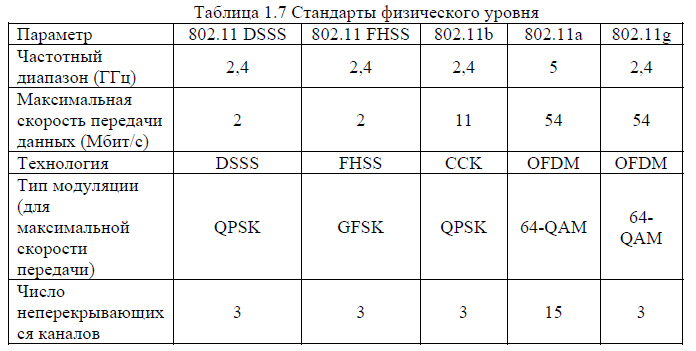 Таблица 1.7 Стандарты физического уровня
Параметр 802.11 DSSS 802.11 FHSS 802.11b 802.11a 802.11g
Частотный
диапазон (ГГц) 2,4 2,4 2,4 5 2,4
Максимальная
скорость передачи
данных (Мбит/с) 2 2 11 54 54
Технология DSSS FHSS CCK OFDM OFDM
Тип модуляции
(для
максимальной
скорости
передачи) QPSK GFSK QPSK 64-QAM 64-
QAM
Число
неперекрывающих
ся каналов 3 3 3 15 3